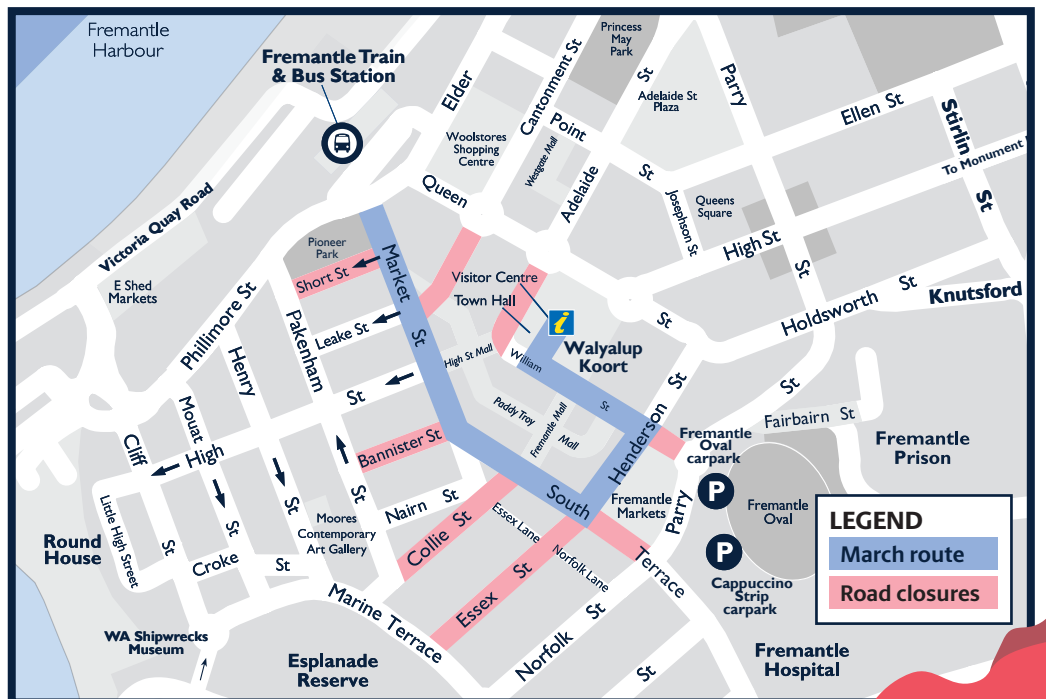 Fremantle
Harbour
Fremantle Train
& Bus Station
Elder
Cantonment St
Princess
May
Park
St
Adelaide St
Plaza
Parry
Ellen St
Stirlin
St
To Monument
Woolstores
Shopping
Centre
Westgate Mall
Point
St
Adelaide
Queen
Josephson St
Queens
Square
High St
St
Victoria Quay Road
E Shed
Markets
Pioneer
Park
Short St
Market
St
Visitor Centre
Town Hall
i
Walyalup
Koort
St
Holdsworth St
Knutsford
Phillimore St
Leake St
Pakenham
St
Henry
High St Mall
William
St
Paddy Troy
Mall
Fremantle Mall
Henderson St
St
Fairbairn St
Fremantle
Oval
carpark
Fremantle
Prison
Mouat
St
Cliff
St
High
St
Bannister St
St
Nairn St
Collie St
South
Terrace
Fremantle
Markets
Parry
P
Fremantle
Oval
P
Cappuccino
Strip
carpark
Little High Street
Round
House
Croke St
Moores
Contemporary
Art Gallery
Essex Lane
Norfolk Lane
Essex St
Norfolk St
St
Marine Terrace
WA Shipwrecks
Museum
Esplanade
Reserve
Fremantle
Hospital
LEGEND
March route
Road closures